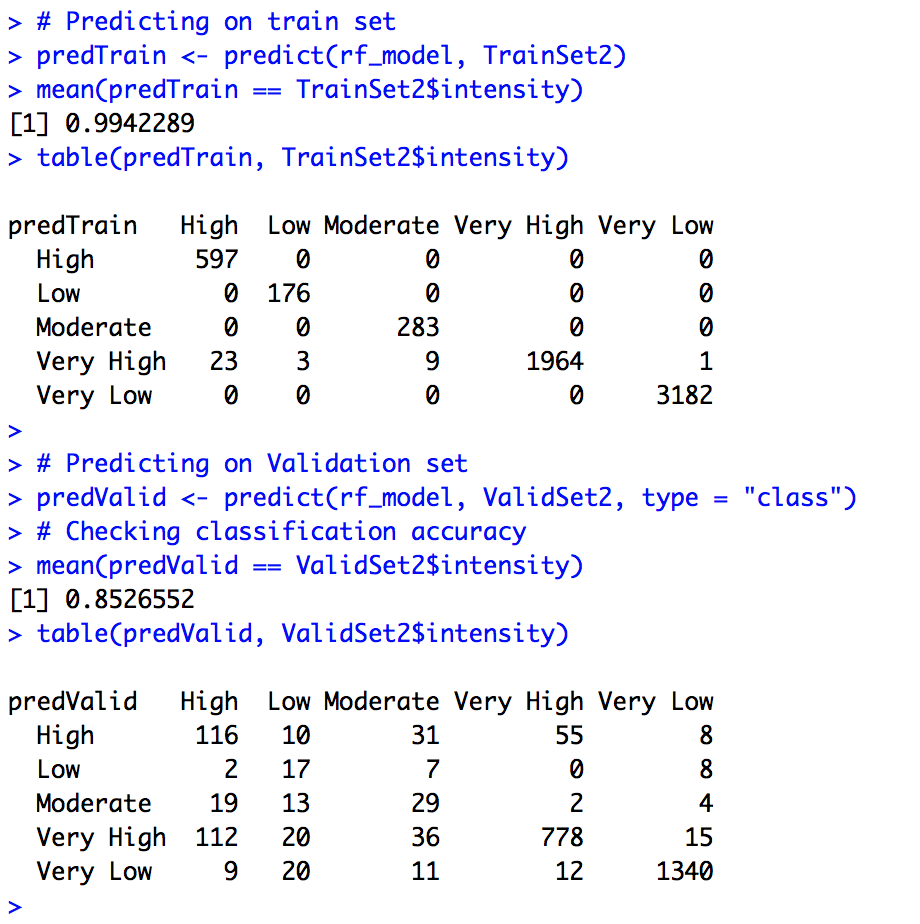 > # Predicting on train set
> predTrain <- predict(rf_model, TrainSet2)
> mean(predTrain == TrainSet2$intensity)
[1] 0.9942289
> table(predTrain, TrainSet2$intensity)
predTrain High Low Moderate Very High Very Low
High 597 0 0 0 0
Low 0 176 0 0 0
Moderate 0 0 283 0 0
Very High 23 3 9 1964 1
Very Low 0 0 0 0 3182
>
> # Predicting on Validation set
> predValid <- predict(rf_model, ValidSet2, type = "class")
> # Checking classification accuracy
> mean(predValid == ValidSet2$intensity)
[1] 0.8526552
> table(predValid, ValidSet2$intensity)
predValid High Low Moderate Very High Very Low
High 116 10 31 55 8
Low 2 17 7 0 8
Moderate 19 13 29 2 4
Very High 112 20 36 778 15
Very Low 9 20 11 12 1340
>